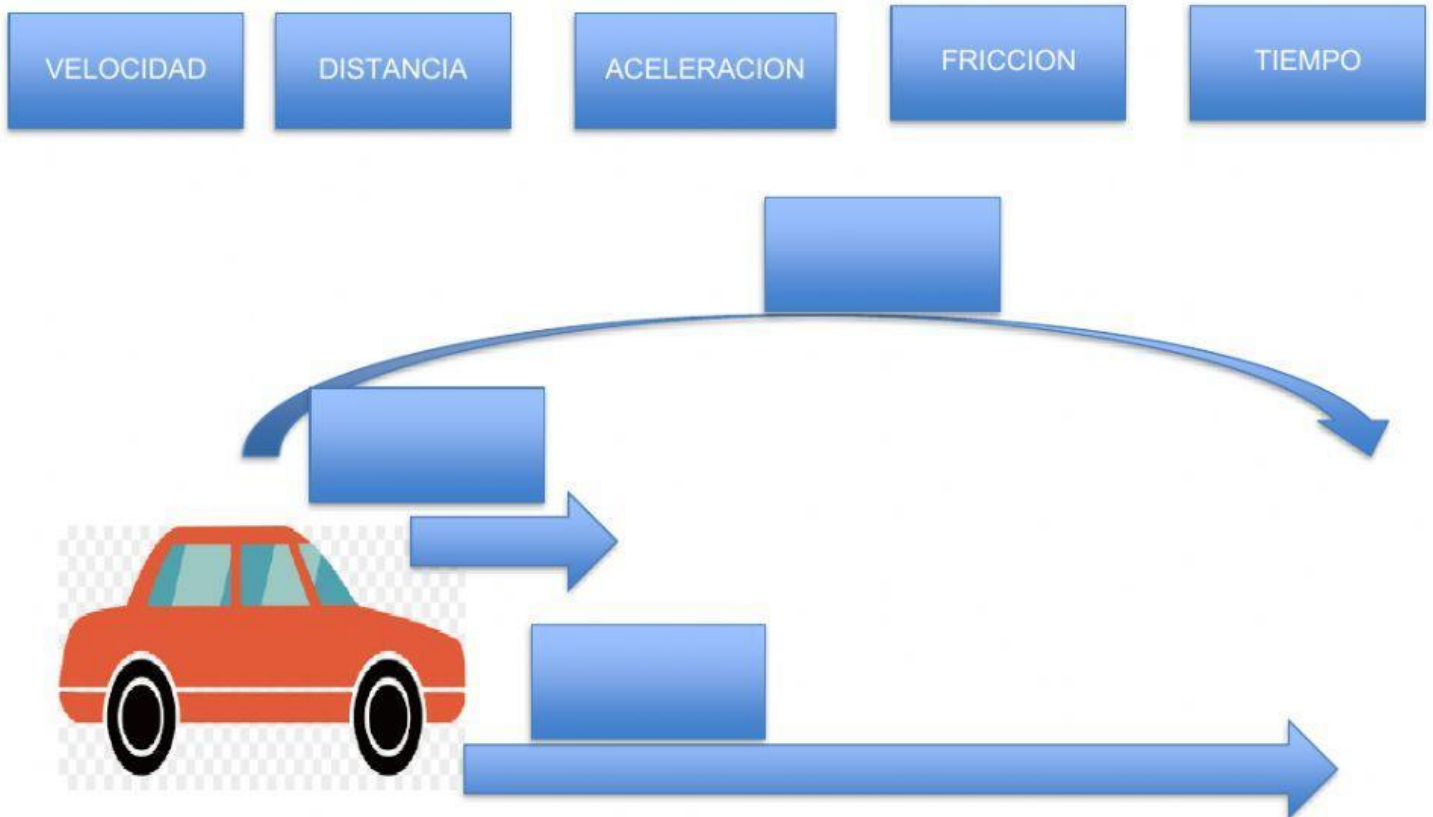 VELOCIDAD
DISTANCIA
ACELERACION
FRICCION
TIEMPO